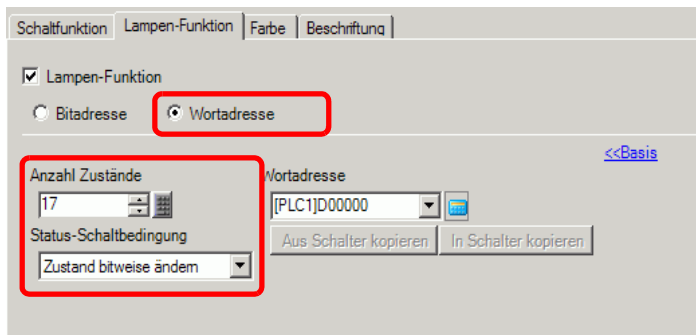 Schaltfunktion Lampen-Funktion Farbe Beschriftung
Lampen-Funktion
Bitadresse Wortadresse
<<Basis
Anzahl Zustände Wortadresse
17 [PLC1]D00000
Status-Schaltbedingung Aus Schalter kopieren In Schalter kopieren
Zustand bitweise ändern